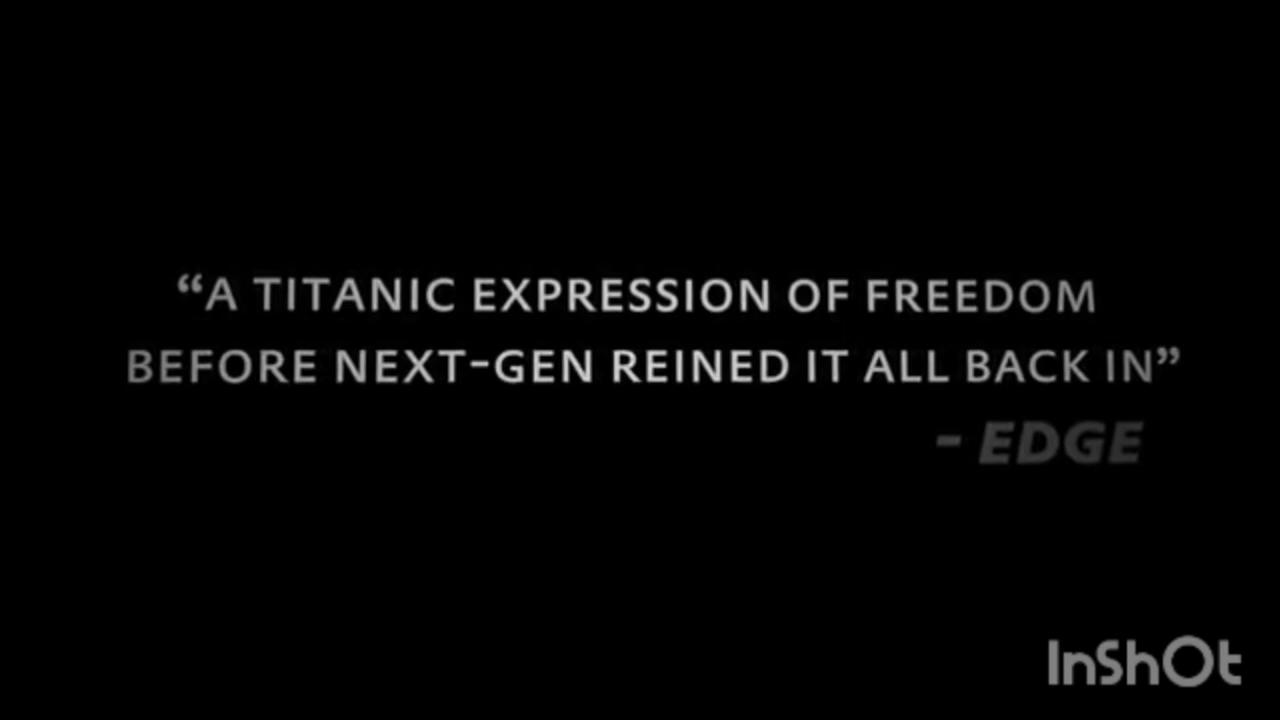 “A TITANIC EXPRESSION OF FREEDOM
BEFORE NEXT-GEN REINED IT ALL BACK IN”
- EDGE
InShOt